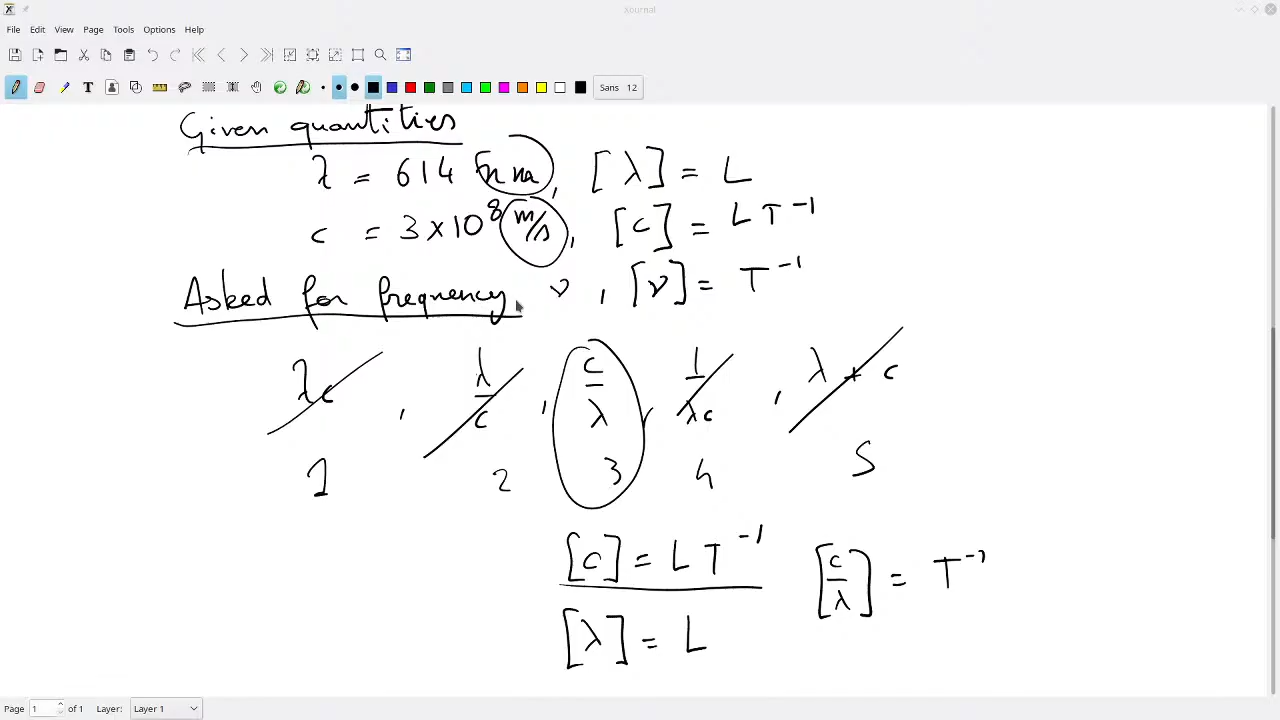 Xournal
File Edit View Page Tools Options Help
T Sans 12
Given quantities
λ = 614 nm, [λ] = L
c = 3×10⁸ m/s, [c] = L T⁻¹
Asked for frequency ν, [ν] = T⁻¹
λc, λ/c, c/λ, 1/λc, λ + c
1 2 3 4 5
[c] = L T⁻¹ [c/λ] = T⁻¹
[λ] = L
Page 1 of 1 Layer: Layer 1